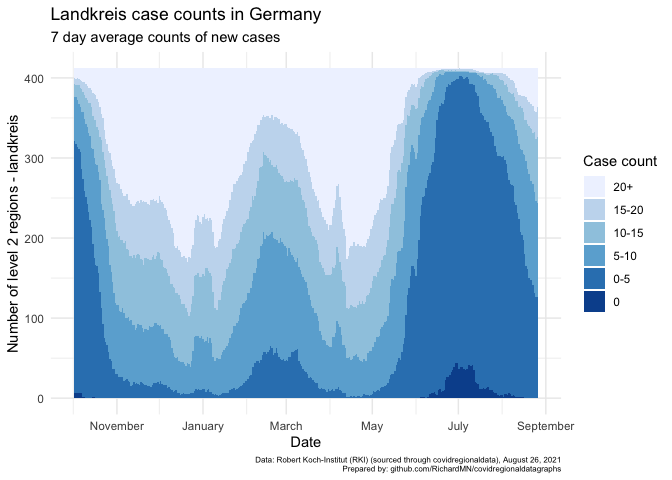 Landkreis case counts in Germany
7 day average counts of new cases
Number of level 2 regions - landkreis
400
300
200
100
0
November
January
March
May
July
September
Date
Case count
20+
15-20
10-15
5-10
0-5
0
Data: Robert Koch-Institut (RKI) (sourced through covidregionaldata), August 26, 2021
Prepared by: github.com/RichardMN/covidregionaldatagraphs